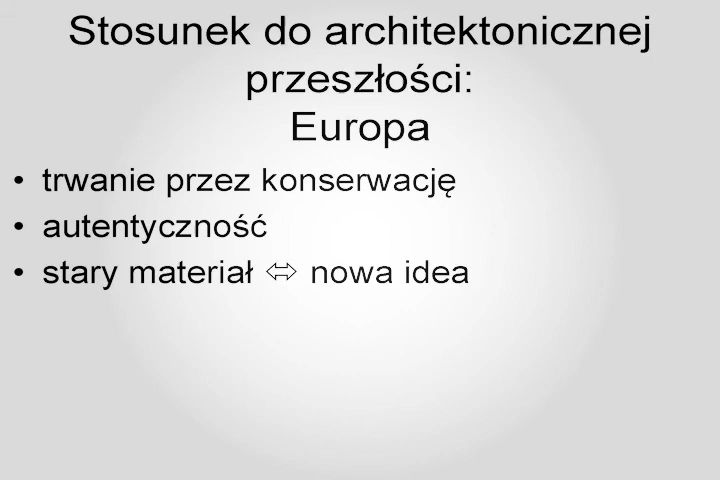 Stosunek do architektonicznej
przeszłości:
Europa
• trwanie przez konserwację
• autentyczność
• stary materiał ⬄ nowa idea